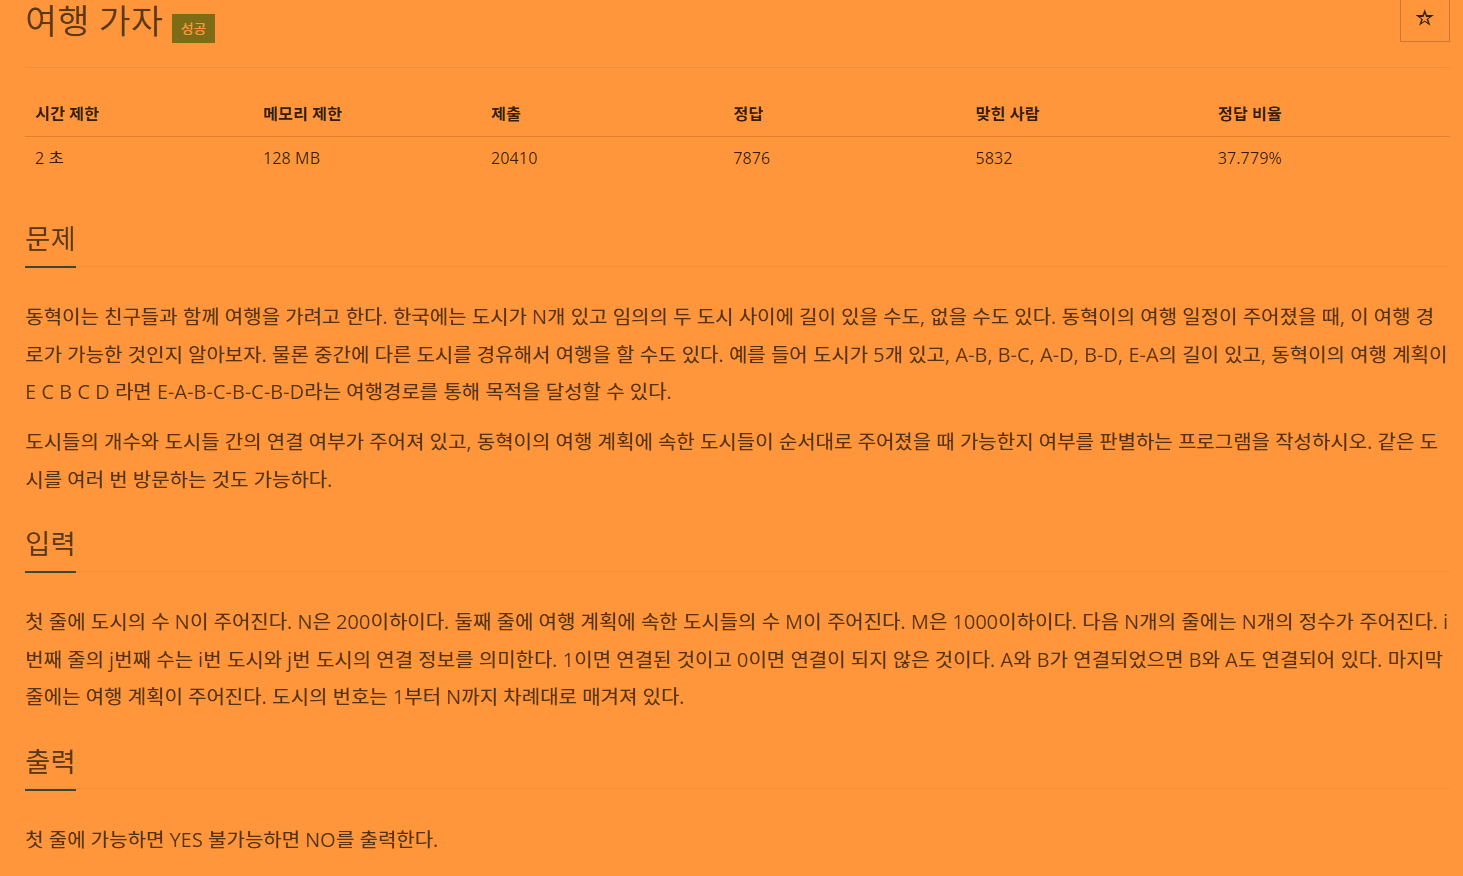 여행 가자 성공
시간 제한 메모리 제한 제출 정답 맞힌 사람 정답 비율
2 초 128 MB 20410 7876 5832 37.779%
문제
동혁이는 친구들과 함께 여행을 가려고 한다. 한국에는 도시가 N개 있고 임의의 두 도시 사이에 길이 있을 수도, 없을 수도 있다. 동혁이의 여행 일정이 주어졌을 때, 이 여행 경
로가 가능한 것인지 알아보자. 물론 중간에 다른 도시를 경유해서 여행을 할 수도 있다. 예를 들어 도시가 5개 있고, A-B, B-C, A-D, B-D, E-A의 길이 있고, 동혁이의 여행 계획이
E C B C D 라면 E-A-B-C-B-C-B-D라는 여행경로를 통해 목적을 달성할 수 있다.
도시들의 개수와 도시들 간의 연결 여부가 주어져 있고, 동혁이의 여행 계획에 속한 도시들이 순서대로 주어졌을 때 가능한지 여부를 판별하는 프로그램을 작성하시오. 같은 도
시를 여러 번 방문하는 것도 가능하다.
입력
첫 줄에 도시의 수 N이 주어진다. N은 200이하이다. 둘째 줄에 여행 계획에 속한 도시들의 수 M이 주어진다. M은 1000이하이다. 다음 N개의 줄에는 N개의 정수가 주어진다. i
번째 줄의 j번째 수는 i번 도시와 j번 도시의 연결 정보를 의미한다. 1이면 연결된 것이고 0이면 연결이 되지 않은 것이다. A와 B가 연결되었으면 B와 A도 연결되어 있다. 마지막
줄에는 여행 계획이 주어진다. 도시의 번호는 1부터 N까지 차례대로 매겨져 있다.
출력
첫 줄에 가능하면 YES 불가능하면 NO를 출력한다.